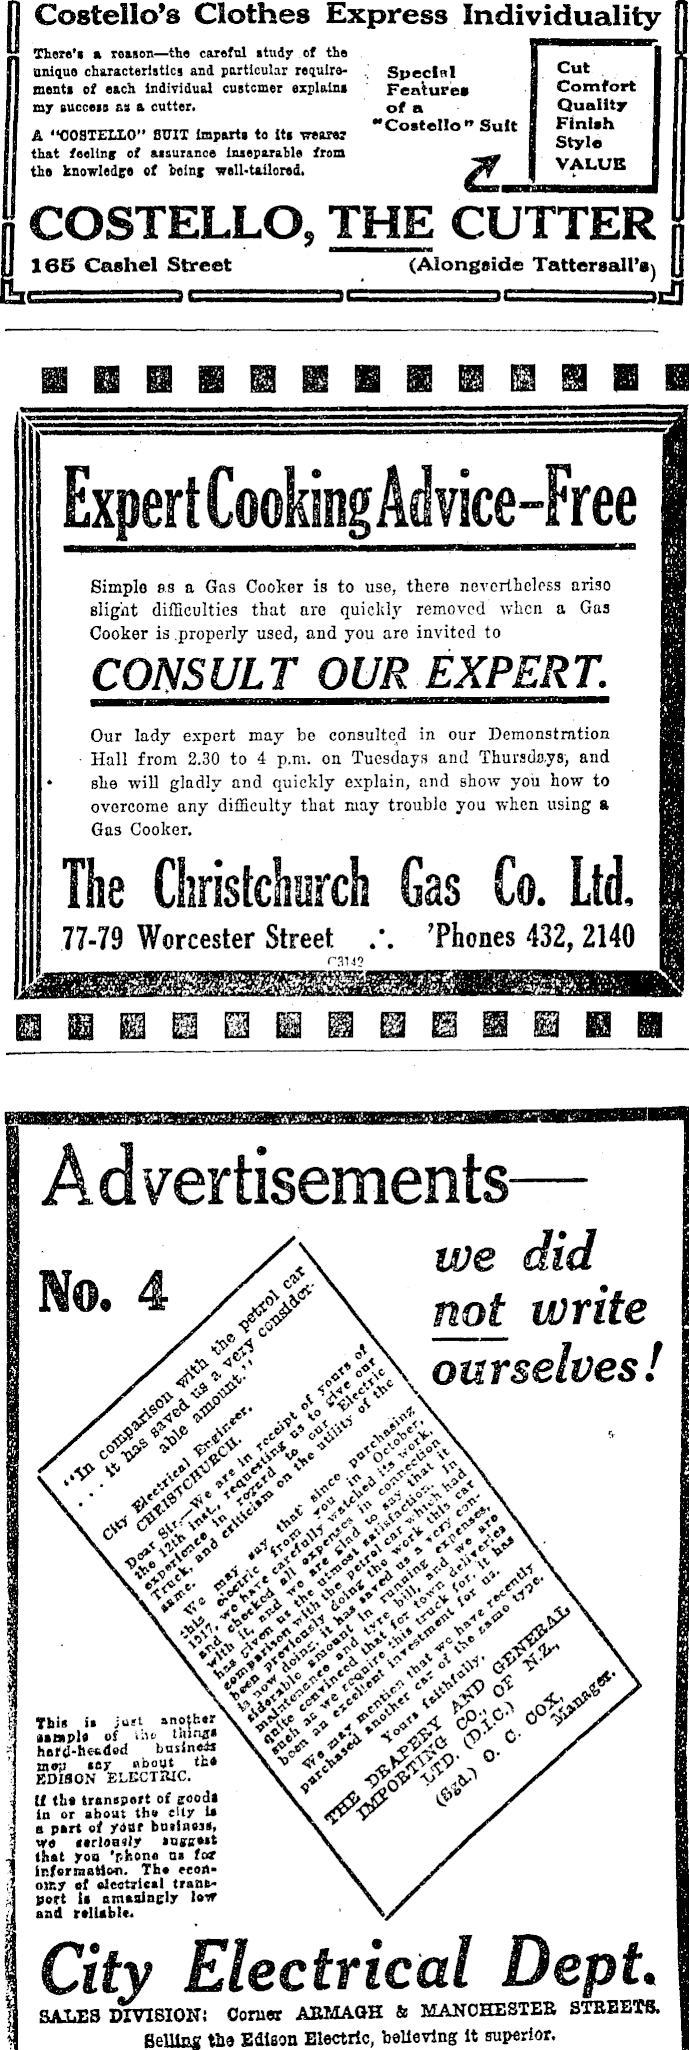 Costello's Clothes Express Individuality
There's a reason—the careful study of the
unique characteristics and particular require-
ments of each individual customer explains
my success as a cutter.
A "COSTELLO" SUIT imparts to its wearer
that feeling of assurance inseparable from
the knowledge of being well-tailored.
Special
Features
of a
"Costello" Suit
Cut
Comfort
Quality
Finish
Style
VALUE
COSTELLO, THE CUTTER
165 Cashel Street (Alongside Tattersall's)
Expert Cooking Advice-Free
Simple as a Gas Cooker is to use, there nevertheless arise
slight difficulties that are quickly removed when a Gas
Cooker is properly used, and you are invited to
CONSULT OUR EXPERT.
Our lady expert may be consulted in our Demonstration
Hall from 2.30 to 4 p.m. on Tuesdays and Thursdays, and
she will gladly and quickly explain, and show you how to
overcome any difficulty that may trouble you when using a
Gas Cooker.
The Christchurch Gas Co. Ltd.
77-79 Worcester Street ∴ 'Phones 432, 2140
C3142
Advertisements—
No. 4
we did
not write
ourselves!
"In comparison with the petrol car
. . . it has saved us a very consider-
able amount."
City Electrical Engineer,
CHRISTCHURCH.
Dear Sir,—We are in receipt of yours of
the 12th inst., requesting us to give our
experience in regard to our Electric
Truck, and criticism on the utility of the
same.
We may say that since purchasing
this electric from you in October,
1917, we have carefully watched its work,
and checked all expenses in connection
with it, and we are glad to say that it
has given us the utmost satisfaction. In
comparison with the petrol car which had
been previously doing the work this car
is now doing, it has saved us a very con-
siderable amount in running expenses,
maintenance and tyre bill, and we are
quite convinced that for town deliveries
such as we require this truck for, it has
been an excellent investment for us.
We may mention that we have recently
purchased another car of the same type.
Yours faithfully,
THE DRAPERY AND GENERAL
IMPORTING CO., OF N.Z.,
LTD. (D.I.C.)
(Sgd.) O. C. COX,
Manager.
This is just another
sample of the things
hard-headed business
men say about the
EDISON ELECTRIC.
If the transport of goods
in or about the city is
a part of your business,
we seriously suggest
that you 'phone us for
information. The econ-
omy of electrical trans-
port is amazingly low
and reliable.
City Electrical Dept.
SALES DIVISION: Corner ARMAGH & MANCHESTER STREETS.
Selling the Edison Electric, believing it superior.